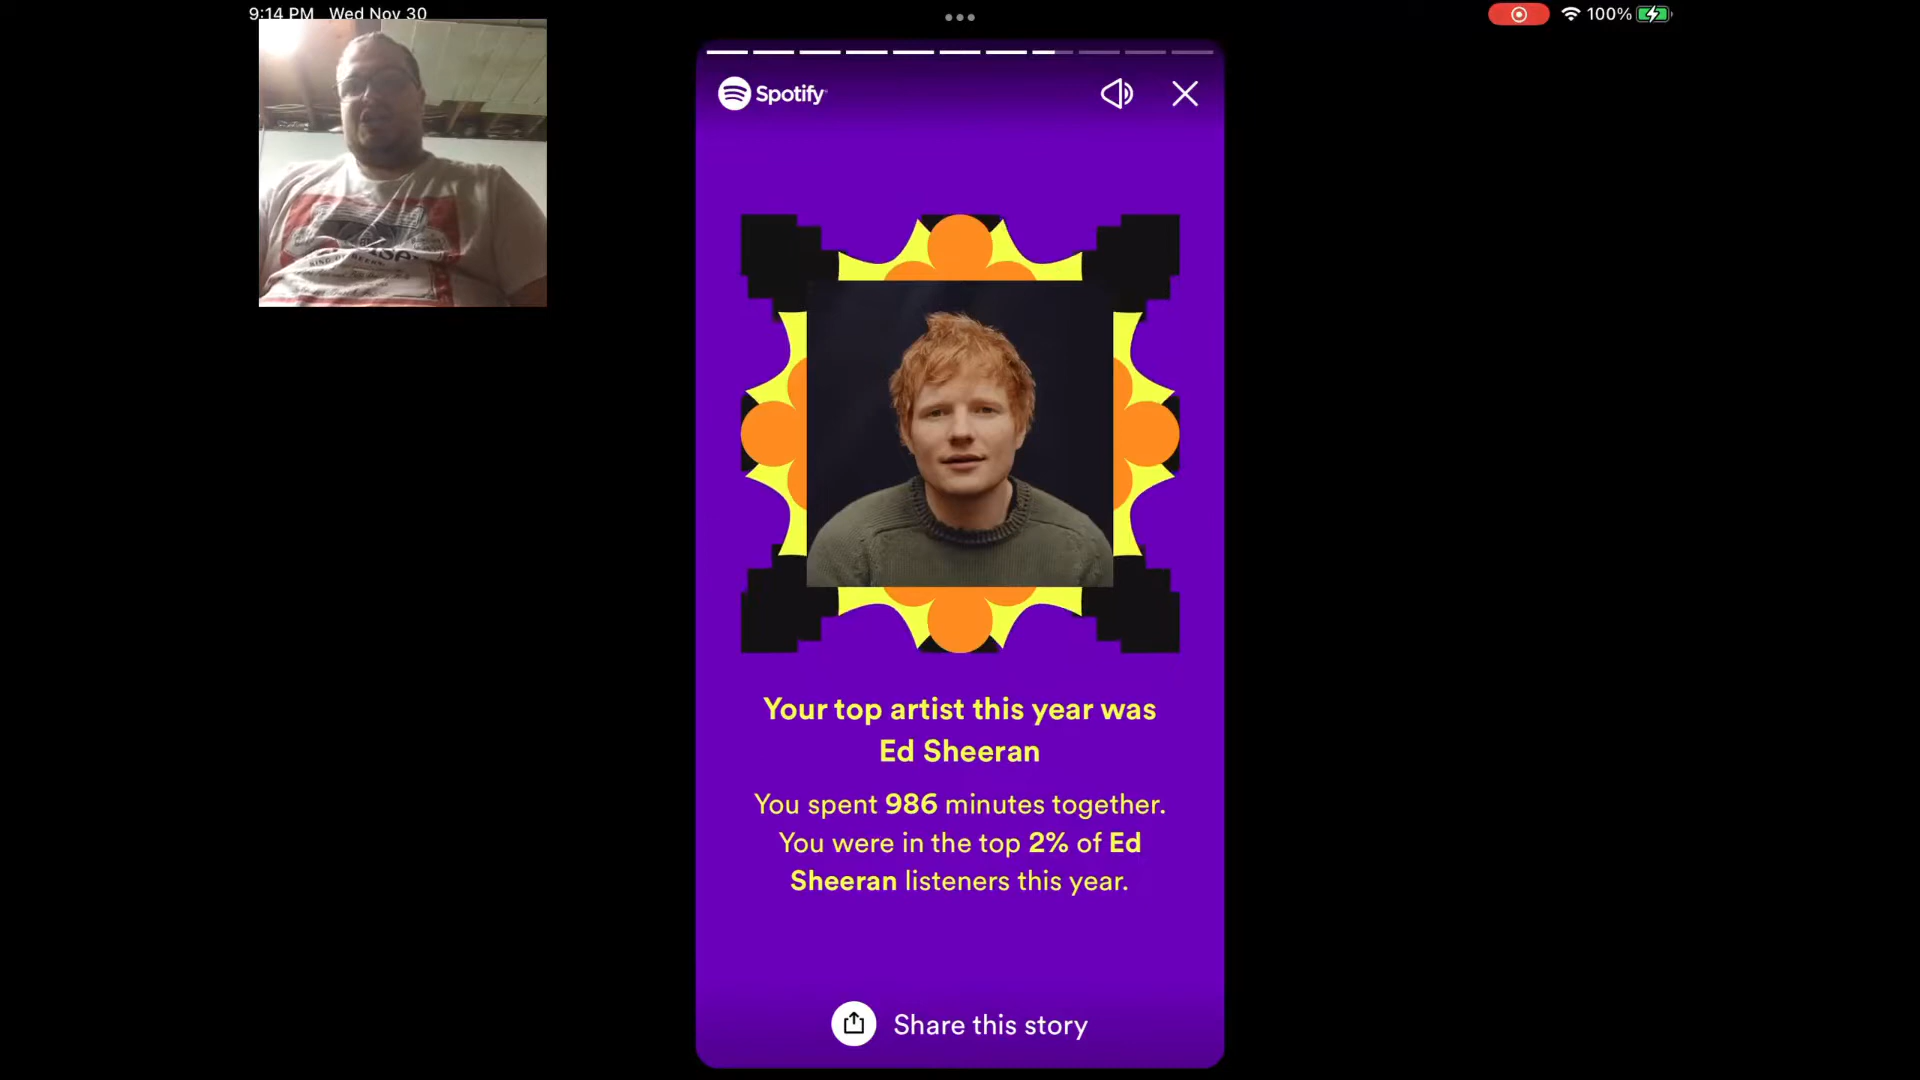 9:14 PM Wed Nov 30
100%
Spotify
Your top artist this year was
Ed Sheeran
You spent 986 minutes together.
You were in the top 2% of Ed
Sheeran listeners this year.
Share this story